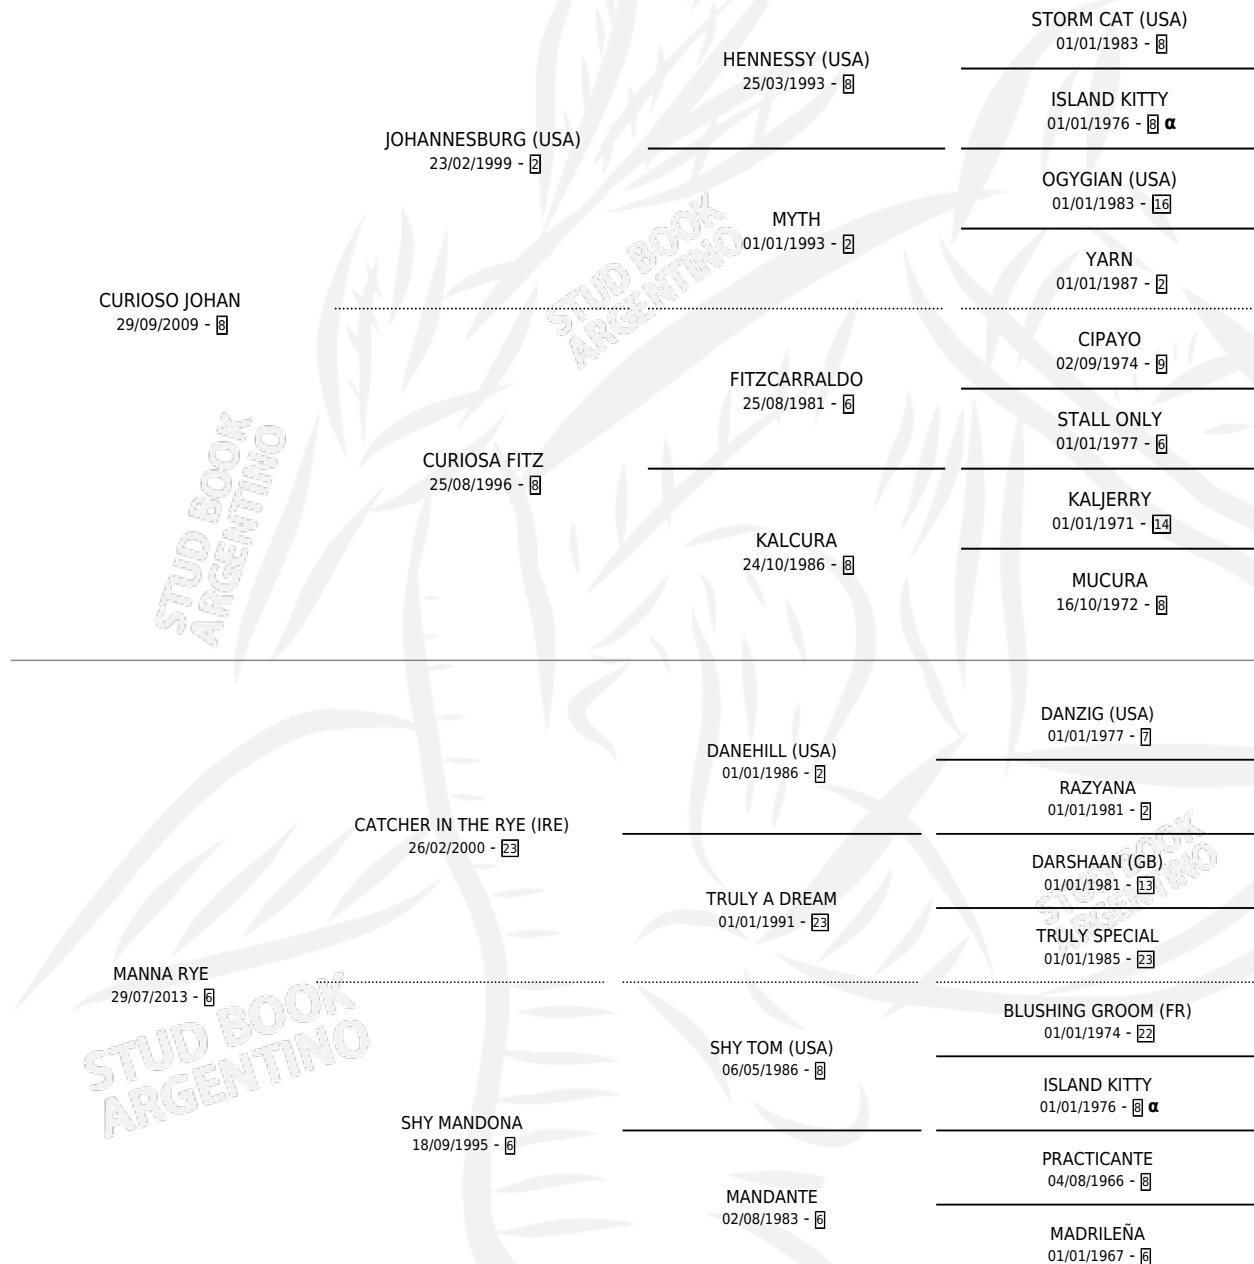 STORM CAT (USA)
01/01/1983 - 8
HENNESSY (USA)
25/03/1993 - 8
ISLAND KITTY
01/01/1976 - 8 α
JOHANNESBURG (USA)
23/02/1999 - 2
OGYGIAN (USA)
01/01/1983 - 16
MYTH
01/01/1993 - 2
YARN
01/01/1987 - 2
CURIOSO JOHAN
29/09/2009 - 8
CIPAYO
02/09/1974 - 9
FITZCARRALDO
25/08/1981 - 6
STALL ONLY
01/01/1977 - 6
CURIOSA FITZ
25/08/1996 - 8
KALJERRY
01/01/1971 - 14
KALCURA
24/10/1986 - 8
MUCURA
16/10/1972 - 8
STUD BOOK
ARGENTINO
STUD BOOK
ARGENTINO
DANZIG (USA)
01/01/1977 - 7
DANEHILL (USA)
01/01/1986 - 2
RAZYANA
01/01/1981 - 2
CATCHER IN THE RYE (IRE)
26/02/2000 - 23
DARSHAAN (GB)
01/01/1981 - 13
TRULY A DREAM
01/01/1991 - 23
TRULY SPECIAL
01/01/1985 - 23
STUD BOOK
ARGENTINO
MANNA RYE
29/07/2013 - 6
BLUSHING GROOM (FR)
01/01/1974 - 22
SHY TOM (USA)
06/05/1986 - 8
ISLAND KITTY
01/01/1976 - 8 α
SHY MANDONA
18/09/1995 - 6
PRACTICANTE
04/08/1966 - 8
MANDANTE
02/08/1983 - 6
MADRILEÑA
01/01/1967 - 6
STUD BOOK
ARGENTINO